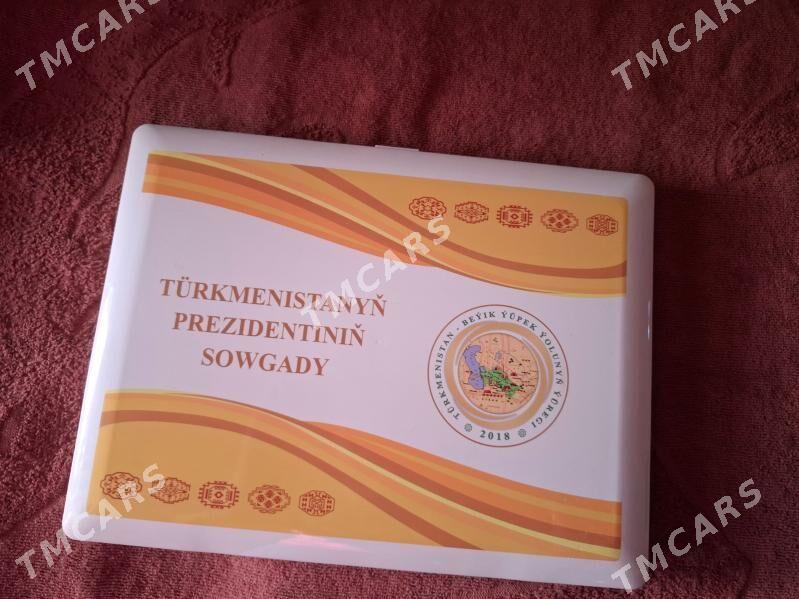 TMCARS
TMCARS
TÜRKMENISTANYŇ
PREZIDENTINIŇ
SOWGADY
TMCARS
TÜRKMENISTAN - BEÝIK ÝÜPEK ÝOLUNYŇ ÝÜREGI
2018
TMCARS
TMCARS